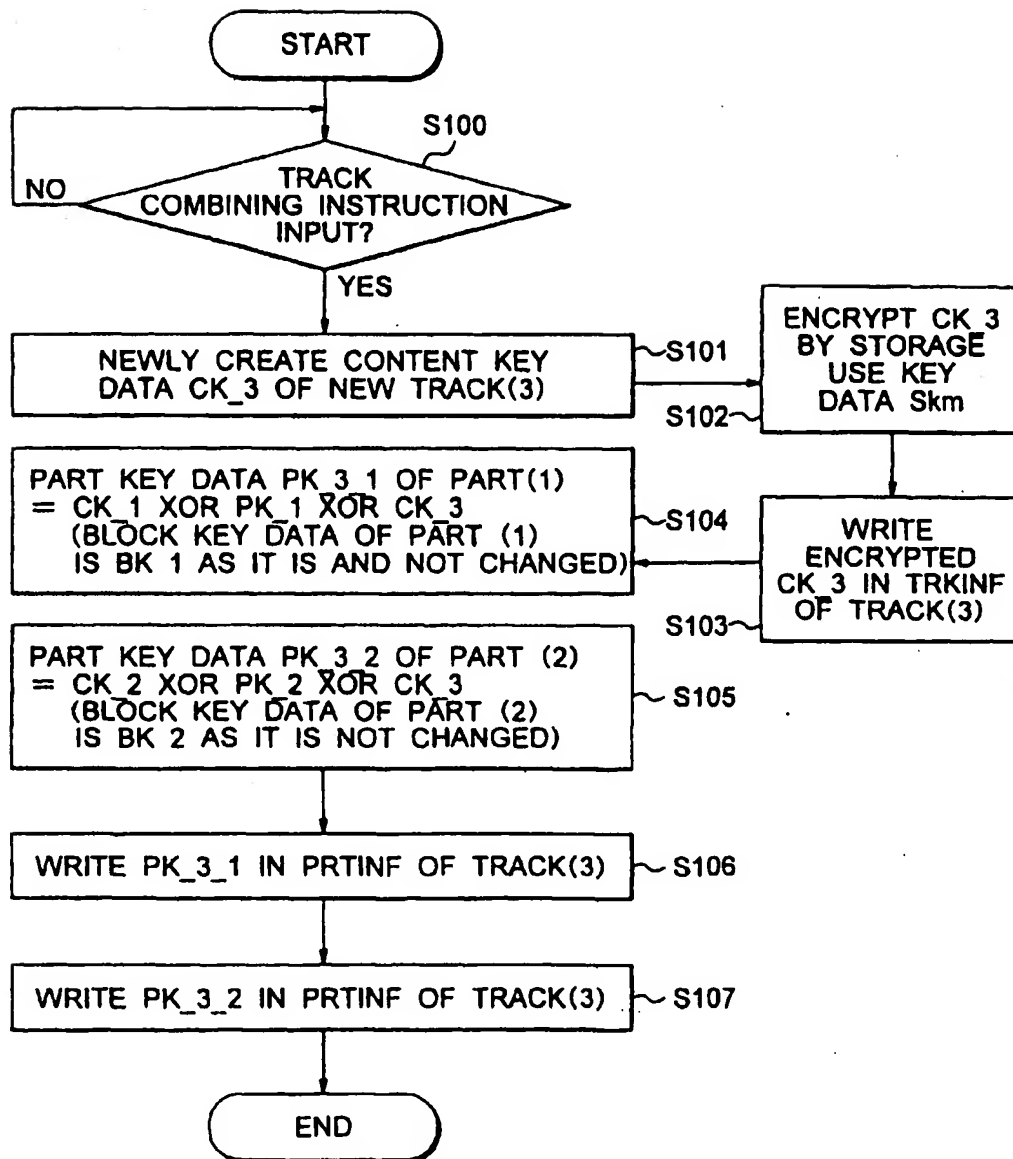 START
S100
NO
TRACK
COMBINING INSTRUCTION
INPUT?
YES
NEWLY CREATE CONTENT KEY
DATA CK_3 OF NEW TRACK(3)
S101
ENCRYPT CK_3
BY STORAGE
USE KEY
DATA Skm
S102
PART KEY DATA PK_3_1 OF PART(1)
= CK_1 XOR PK_1 XOR CK_3
(BLOCK KEY DATA OF PART (1)
IS BK 1 AS IT IS AND NOT CHANGED)
S104
WRITE
ENCRYPTED
CK_3 IN TRKINF
OF TRACK(3)
S103
PART KEY DATA PK_3_2 OF PART (2)
= CK_2 XOR PK_2 XOR CK_3
(BLOCK KEY DATA OF PART (2)
IS BK 2 AS IT IS NOT CHANGED)
S105
WRITE PK_3_1 IN PRTINF OF TRACK(3)
S106
WRITE PK_3_2 IN PRTINF OF TRACK(3)
S107
END